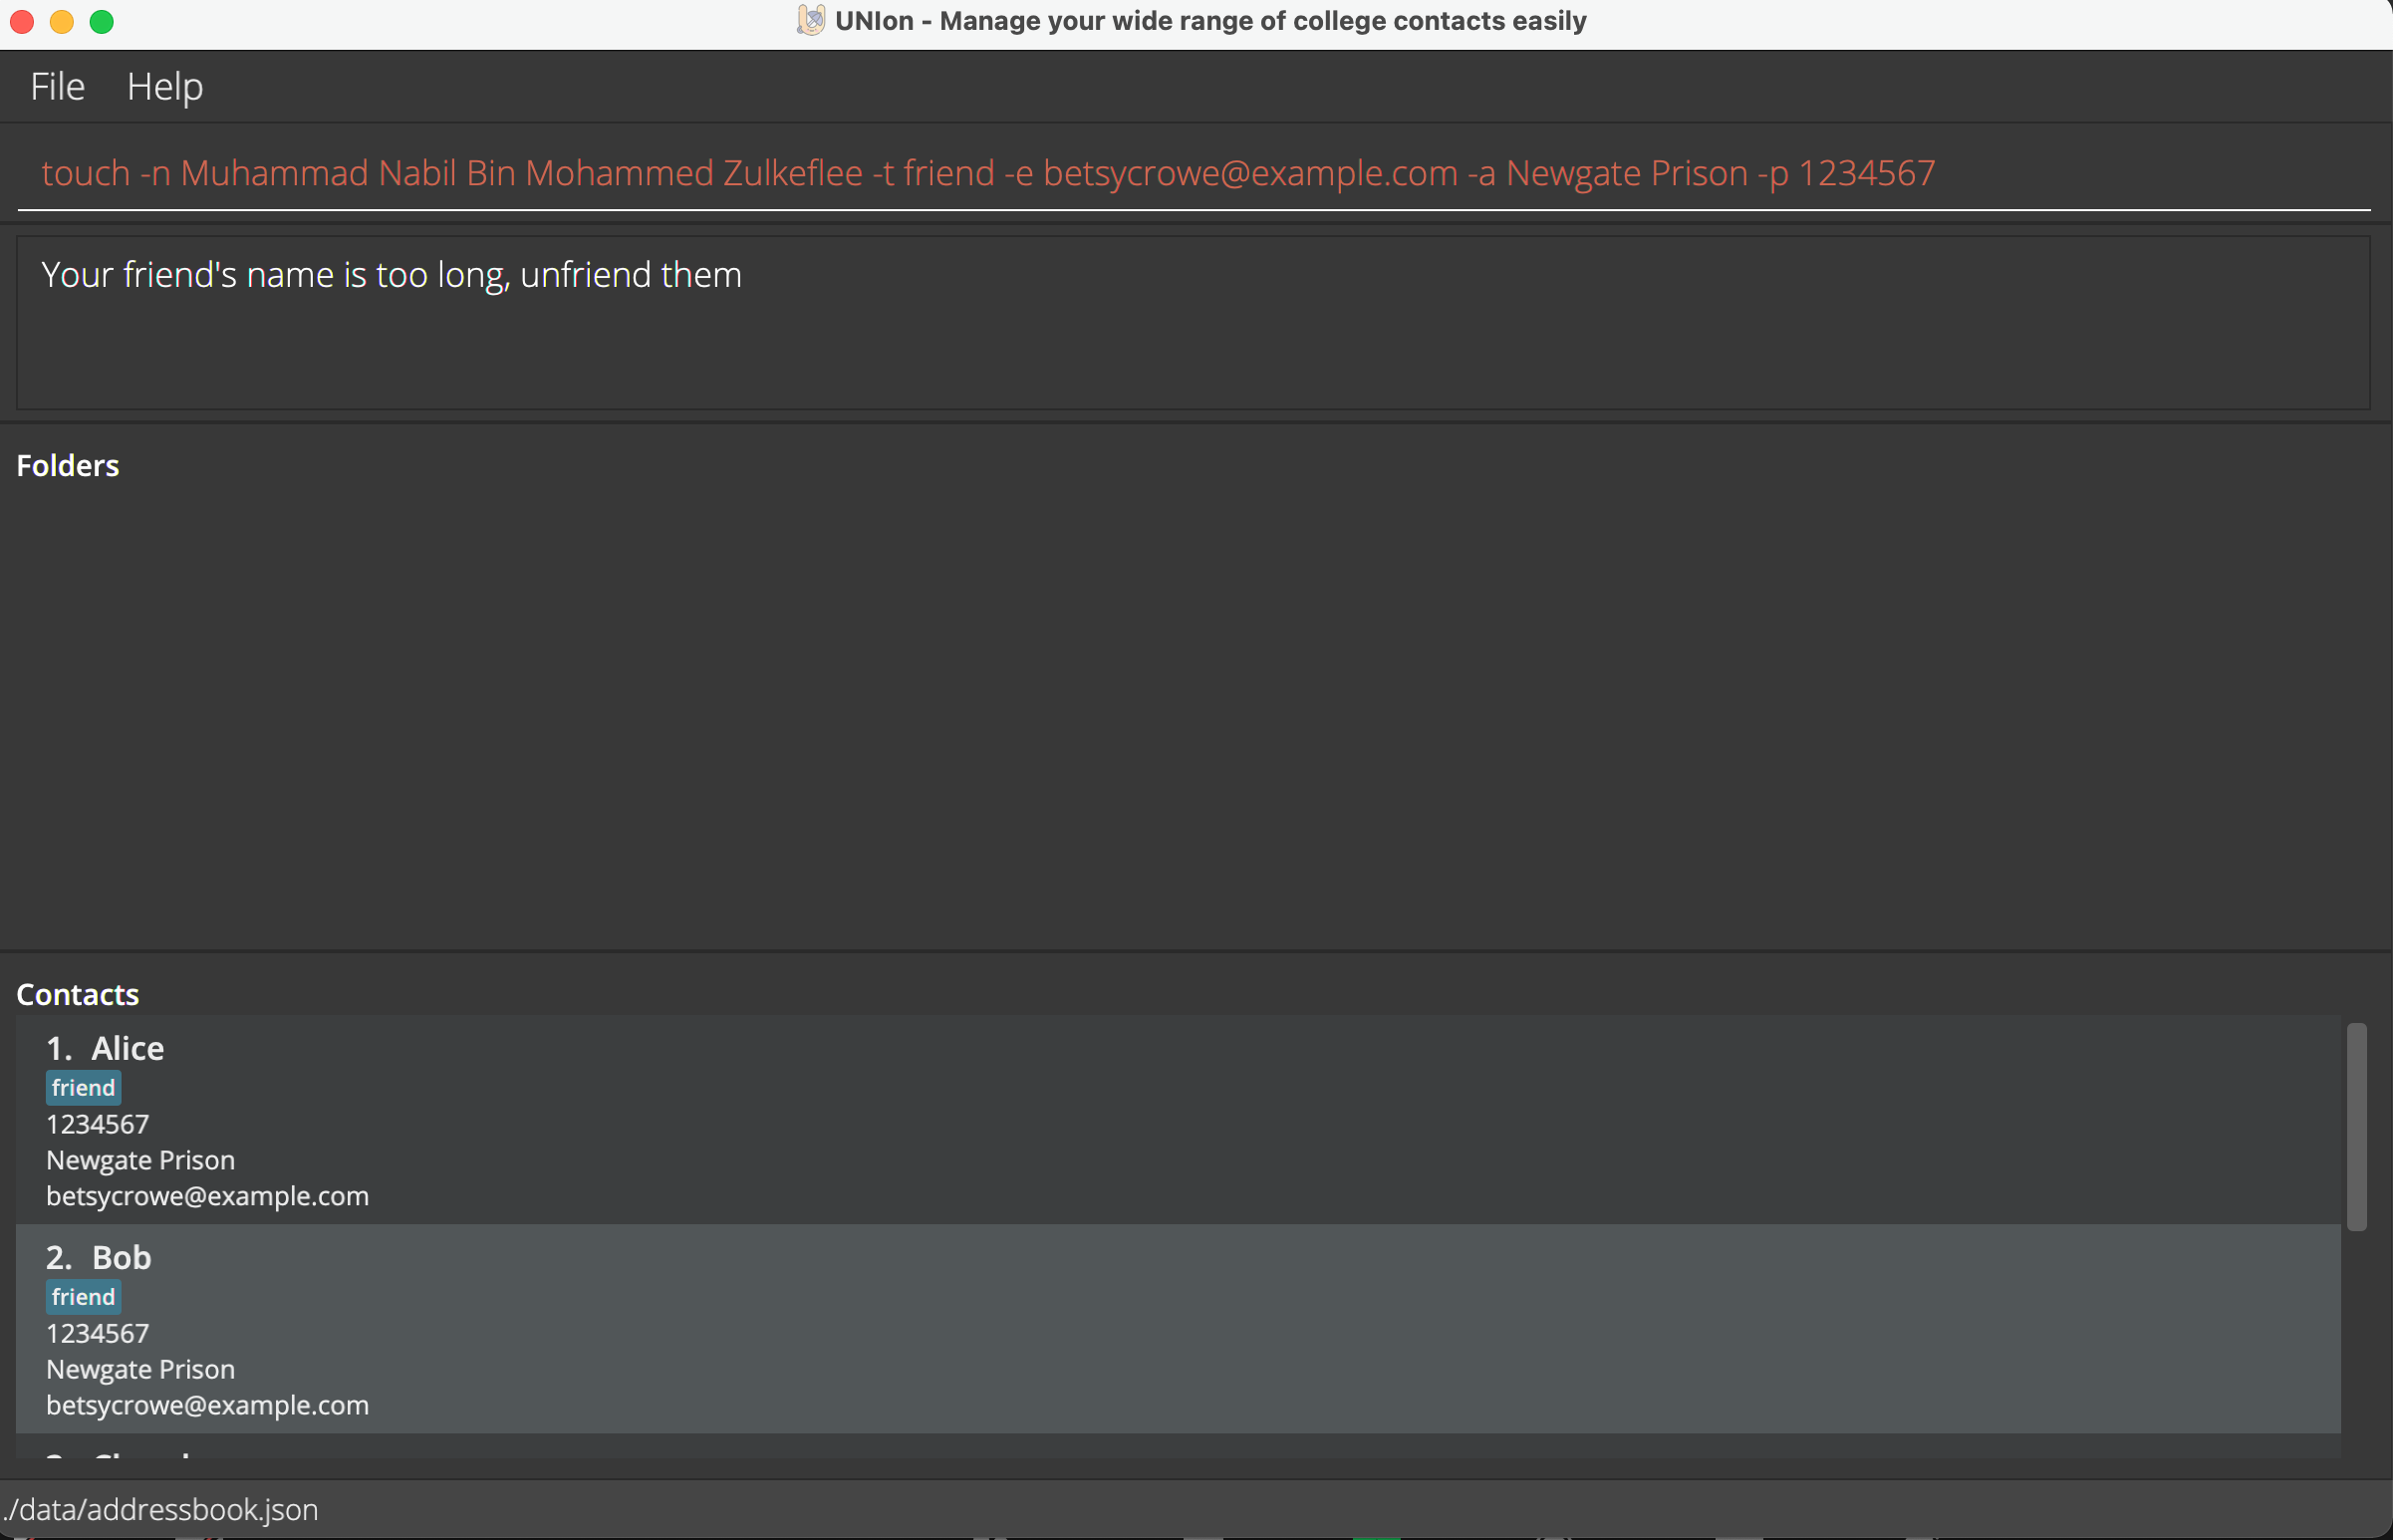 UNIon - Manage your wide range of college contacts easily
File Help
touch -n Muhammad Nabil Bin Mohammed Zulkeflee -t friend -e betsycrowe@example.com -a Newgate Prison -p 1234567
Your friend's name is too long, unfriend them
Folders
Contacts
1. Alice
friend
1234567
Newgate Prison
betsycrowe@example.com
2. Bob
friend
1234567
Newgate Prison
betsycrowe@example.com
./data/addressbook.json